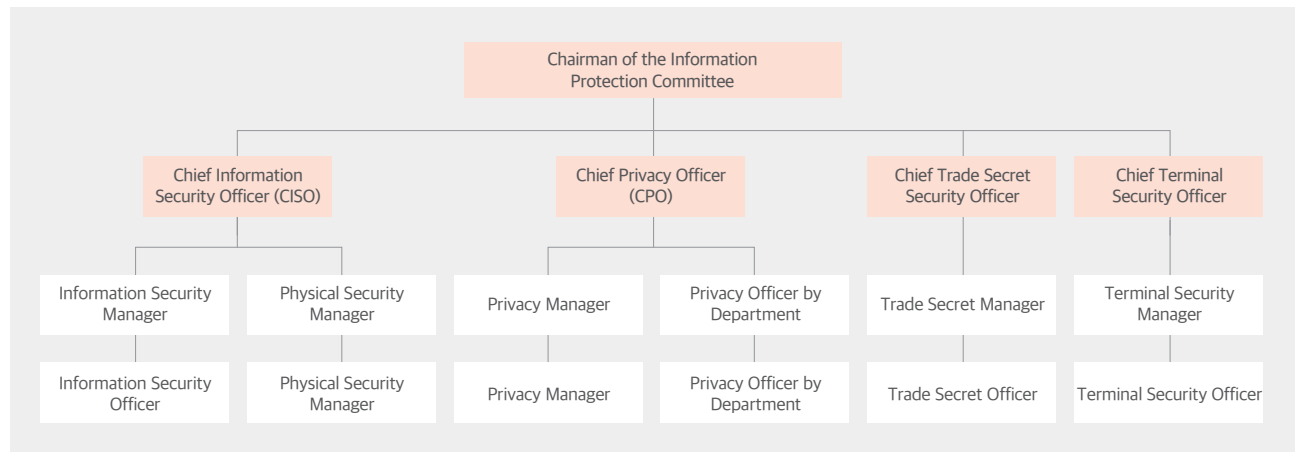 Chairman of the Information
Protection Committee
Chief Information
Security Officer (CISO)
Chief Privacy Officer
(CPO)
Chief Trade Secret
Security Officer
Chief Terminal
Security Officer
Information Security
Manager
Physical Security
Manager
Privacy Manager
Privacy Officer by
Department
Trade Secret Manager
Terminal Security
Manager
Information Security
Officer
Physical Security
Manager
Privacy Manager
Privacy Officer by
Department
Trade Secret Officer
Terminal Security Officer